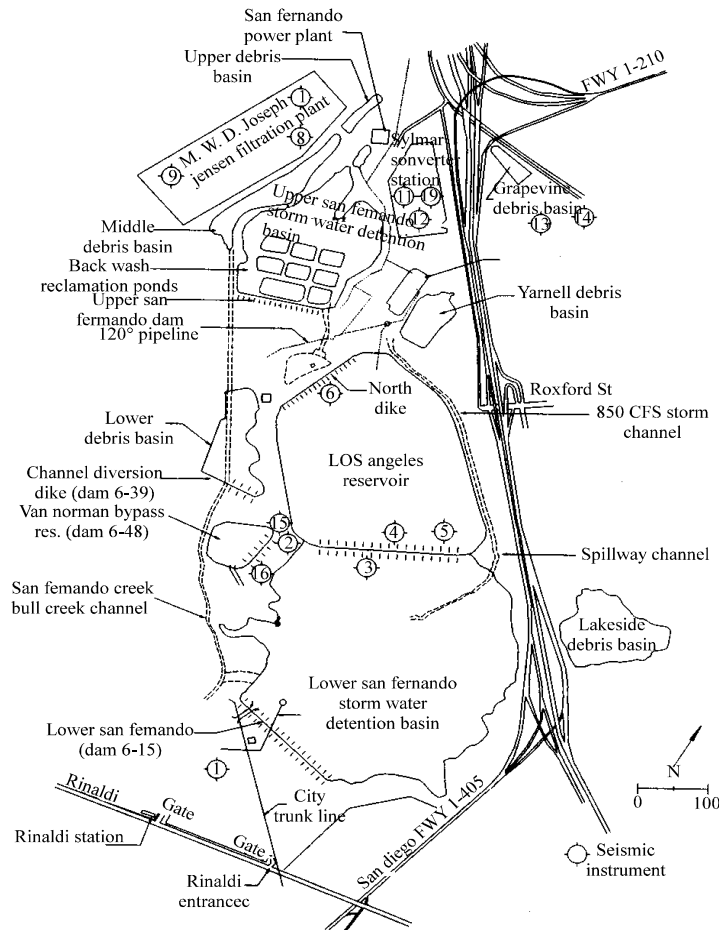 San fernando
power plant
Upper debris
basin
FWY 1-210
M. W. D. Joseph
jensen filtration plant
1
8
9
Sylmar
sonverter
station
11
19
12
Grapevine
debris basin
13
14
Upper san femando
storm water detention
basin
Middle
debris basin
Back wash
reclamation ponds
Upper san
fernando dam
120° pipeline
Yarnell debris
basin
North
dike
6
Roxford St
850 CFS storm
channel
Lower
debris basin
LOS angeles
reservoir
Channel diversion
dike (dam 6-39)
Van norman bypass
res. (dam 6-48)
15
2
16
4
5
3
Spillway channel
San femando creek
bull creek channel
Lakeside
debris basin
Lower san fernando
storm water
detention basin
Lower san femando
(dam 6-15)
1
City
trunk line
N
0
100
Rinaldi
Gate
Rinaldi station
Gate
Rinaldi
entrancec
San diego FWY 1-405
Seismic
instrument